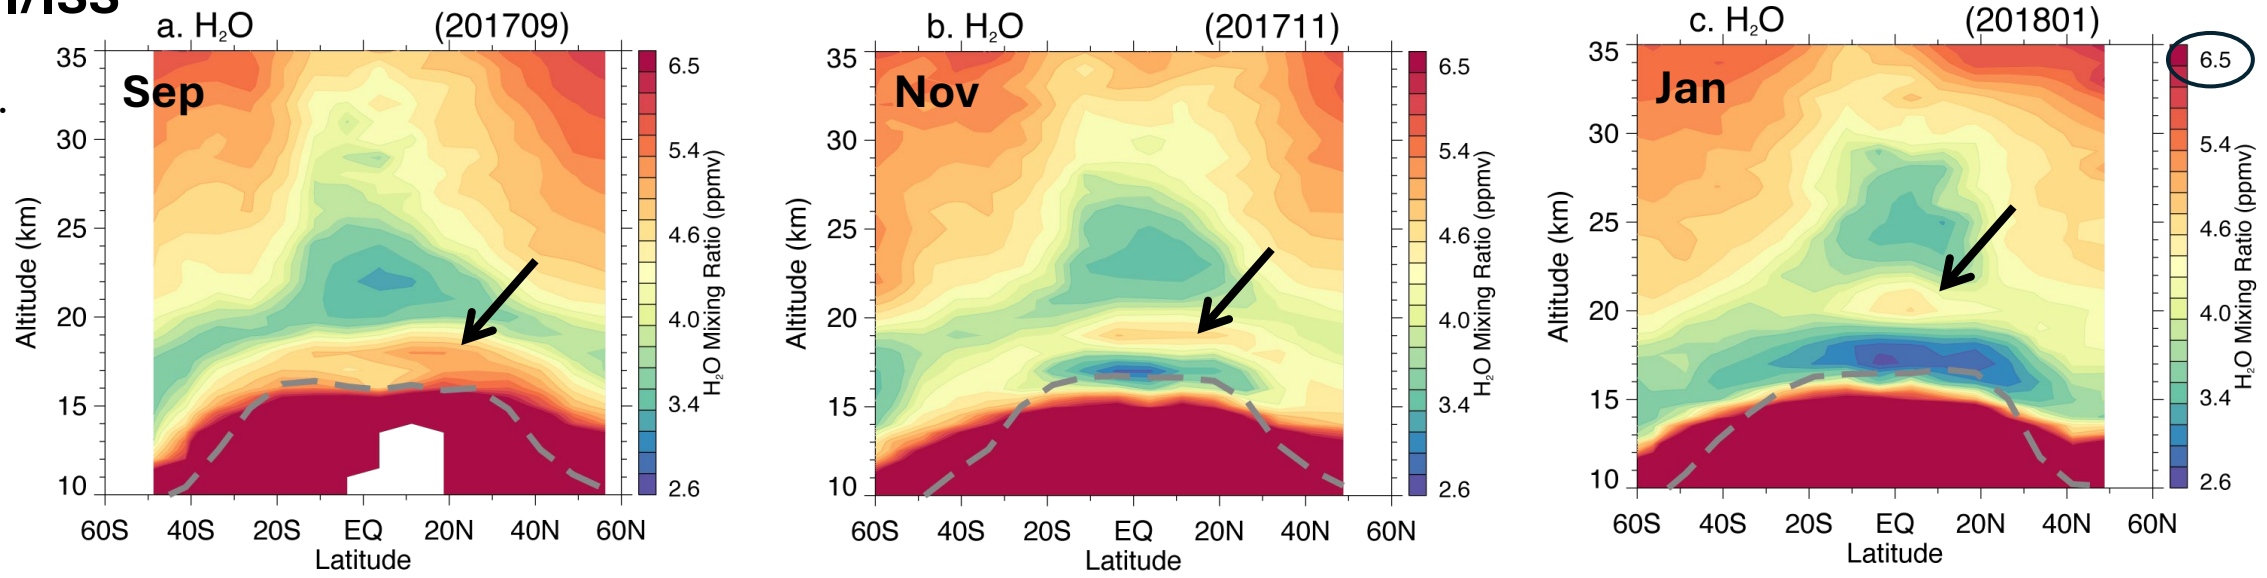 a. H₂O (201709)
Sep
35
30
25
20
15
10
Altitude (km)
60S 40S 20S EQ 20N 40N 60N
Latitude
6.5
5.4
4.6
4.0
3.4
2.6
H₂O Mixing Ratio (ppmv)
b. H₂O (201711)
Nov
35
30
25
20
15
10
Altitude (km)
60S 40S 20S EQ 20N 40N 60N
Latitude
6.5
5.4
4.6
4.0
3.4
2.6
H₂O Mixing Ratio (ppmv)
c. H₂O (201801)
Jan
35
30
25
20
15
10
Altitude (km)
60S 40S 20S EQ 20N 40N 60N
Latitude
6.5
5.4
4.6
4.0
3.4
2.6
H₂O Mixing Ratio (ppmv)